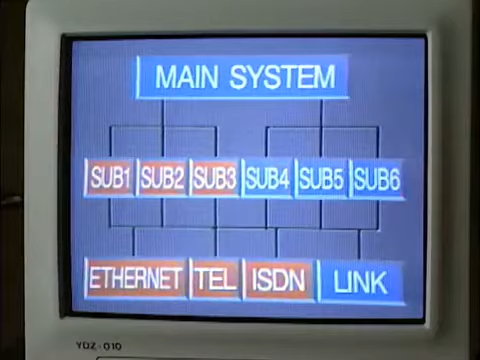 MAIN SYSTEM
SUB1 SUB2 SUB3 SUB4 SUB5 SUB6
ETHERNET TEL ISDN LINK
YDZ-010